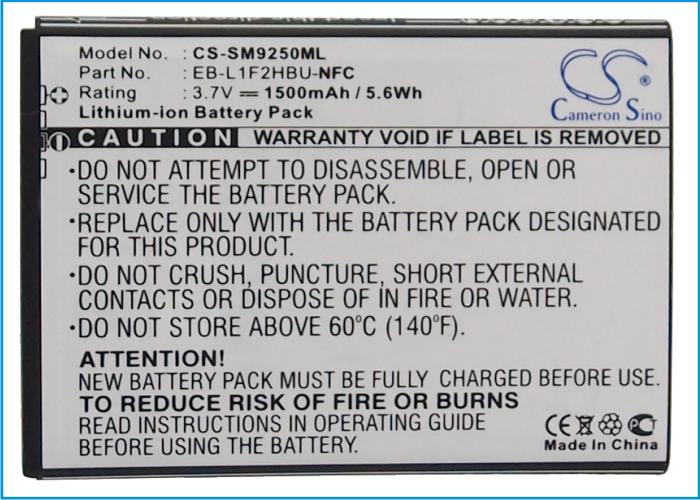 Model No.: CS-SM9250ML
Part No.: EB-L1F2HBU-NFC
Rating: 3.7V 1500mAh / 5.6Wh
Lithium-ion Battery Pack
CS
Cameron Sino
CAUTION WARRANTY VOID IF LABEL IS REMOVED
•DO NOT ATTEMPT TO DISASSEMBLE, OPEN OR
SERVICE THE BATTERY PACK.
•REPLACE ONLY WITH THE BATTERY PACK DESIGNATED
FOR THIS PRODUCT.
•DO NOT CRUSH, PUNCTURE, SHORT EXTERNAL
CONTACTS OR DISPOSE OF IN FIRE OR WATER.
•DO NOT STORE ABOVE 60°C (140°F).
ATTENTION:
NEW BATTERY PACK MUST BE FULLY CHARGED BEFORE USE
TO REDUCE RISK OF FIRE OR BURNS
READ INSTRUCTIONS IN OPERATING GUIDE
BEFORE USING BATTERY PACK.
CE
Made In China